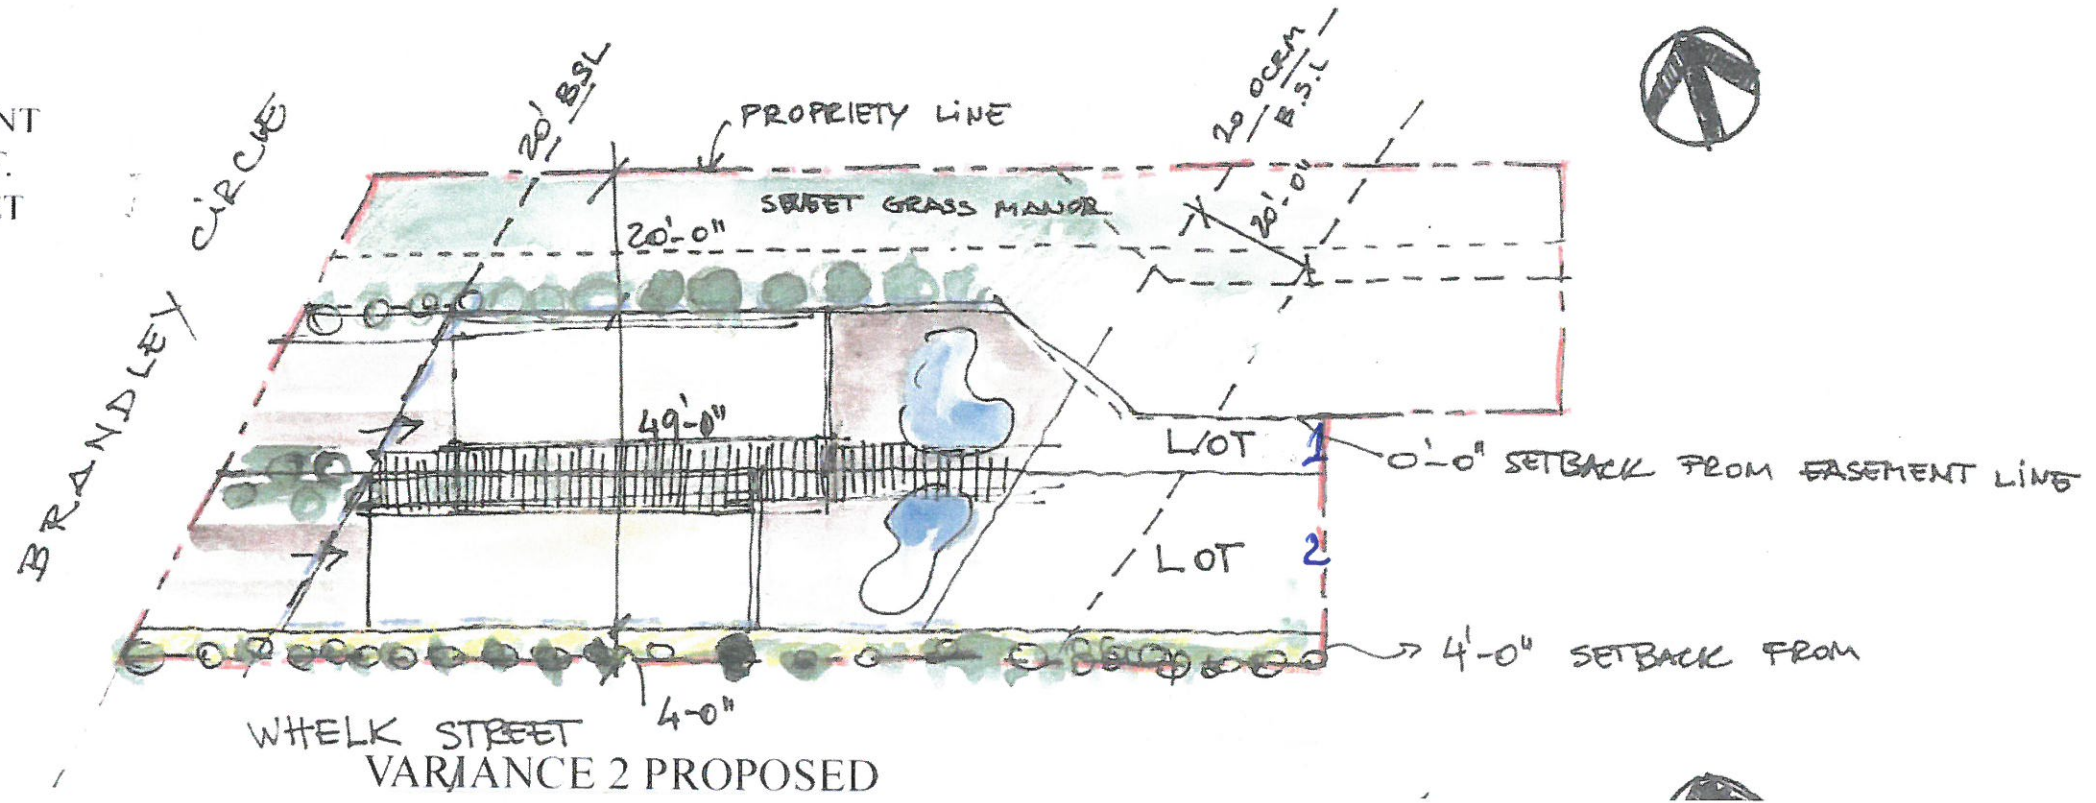 NT
T
20' BSL
20' OCRM
B.S.L
PROPRIETY LINE
BRANDLEY CIRCLE
SWEET GRASS MANOR
20'-0"
20'-0"
49'-0"
LOT 1
0'-0" SETBACK FROM EASEMENT LINE
LOT 2
4'-0" SETBACK FROM
4-0"
WHELK STREET
VARIANCE 2 PROPOSED